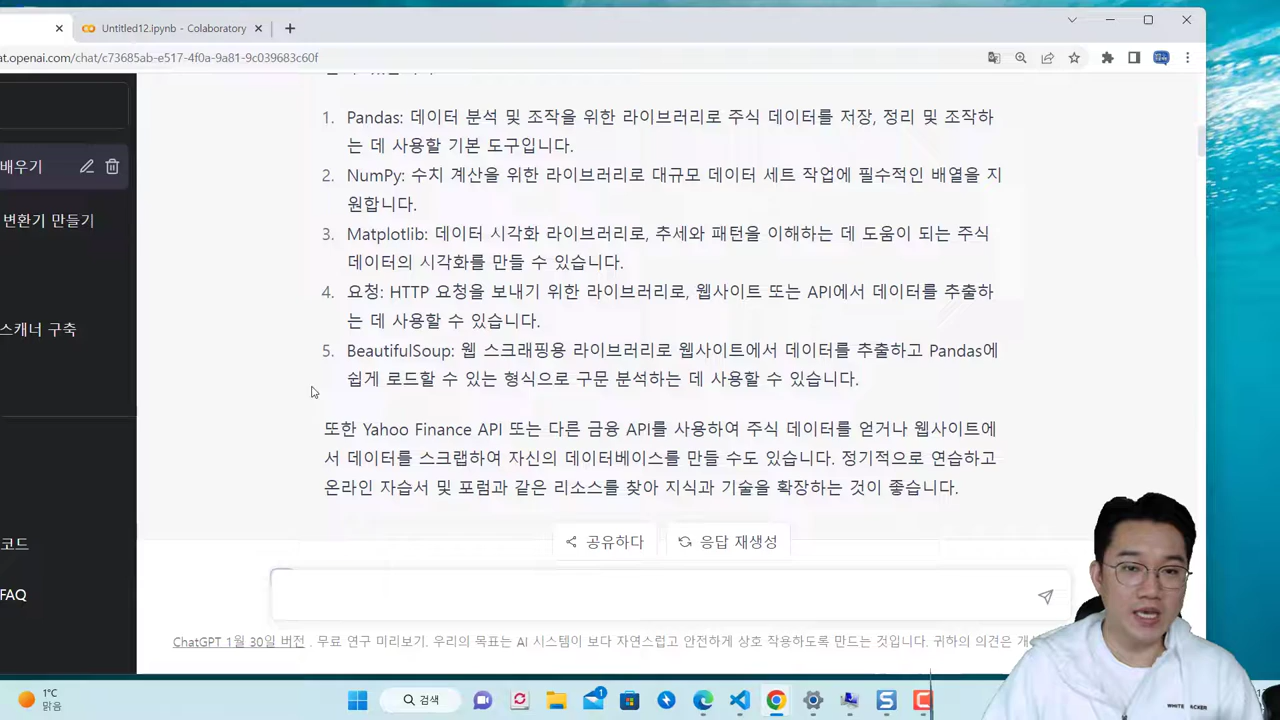 Untitled12.ipynb - Colaboratory
at.openai.com/chat/c73685ab-e517-4f0a-9a81-9c039683c60f
1. Pandas: 데이터 분석 및 조작을 위한 라이브러리로 주식 데이터를 저장, 정리 및 조작하
는 데 사용할 기본 도구입니다.
배우기
2. NumPy: 수치 계산을 위한 라이브러리로 대규모 데이터 세트 작업에 필수적인 배열을 지
원합니다.
변환기 만들기
3. Matplotlib: 데이터 시각화 라이브러리로, 추세와 패턴을 이해하는 데 도움이 되는 주식
데이터의 시각화를 만들 수 있습니다.
4. 요청: HTTP 요청을 보내기 위한 라이브러리로, 웹사이트 또는 API에서 데이터를 추출하
는 데 사용할 수 있습니다.
스캐너 구축
5. BeautifulSoup: 웹 스크래핑용 라이브러리로 웹사이트에서 데이터를 추출하고 Pandas에
쉽게 로드할 수 있는 형식으로 구문 분석하는 데 사용할 수 있습니다.
또한 Yahoo Finance API 또는 다른 금융 API를 사용하여 주식 데이터를 얻거나 웹사이트에
서 데이터를 스크랩하여 자신의 데이터베이스를 만들 수도 있습니다. 정기적으로 연습하고
온라인 자습서 및 포럼과 같은 리소스를 찾아 지식과 기술을 확장하는 것이 좋습니다.
코드
공유하다
응답 재생성
FAQ
ChatGPT 1월 30일 버전 . 무료 연구 미리보기. 우리의 목표는 AI 시스템이 보다 자연스럽고 안전하게 상호 작용하도록 만드는 것입니다. 귀하의 의견은
1°C
맑음
검색
1